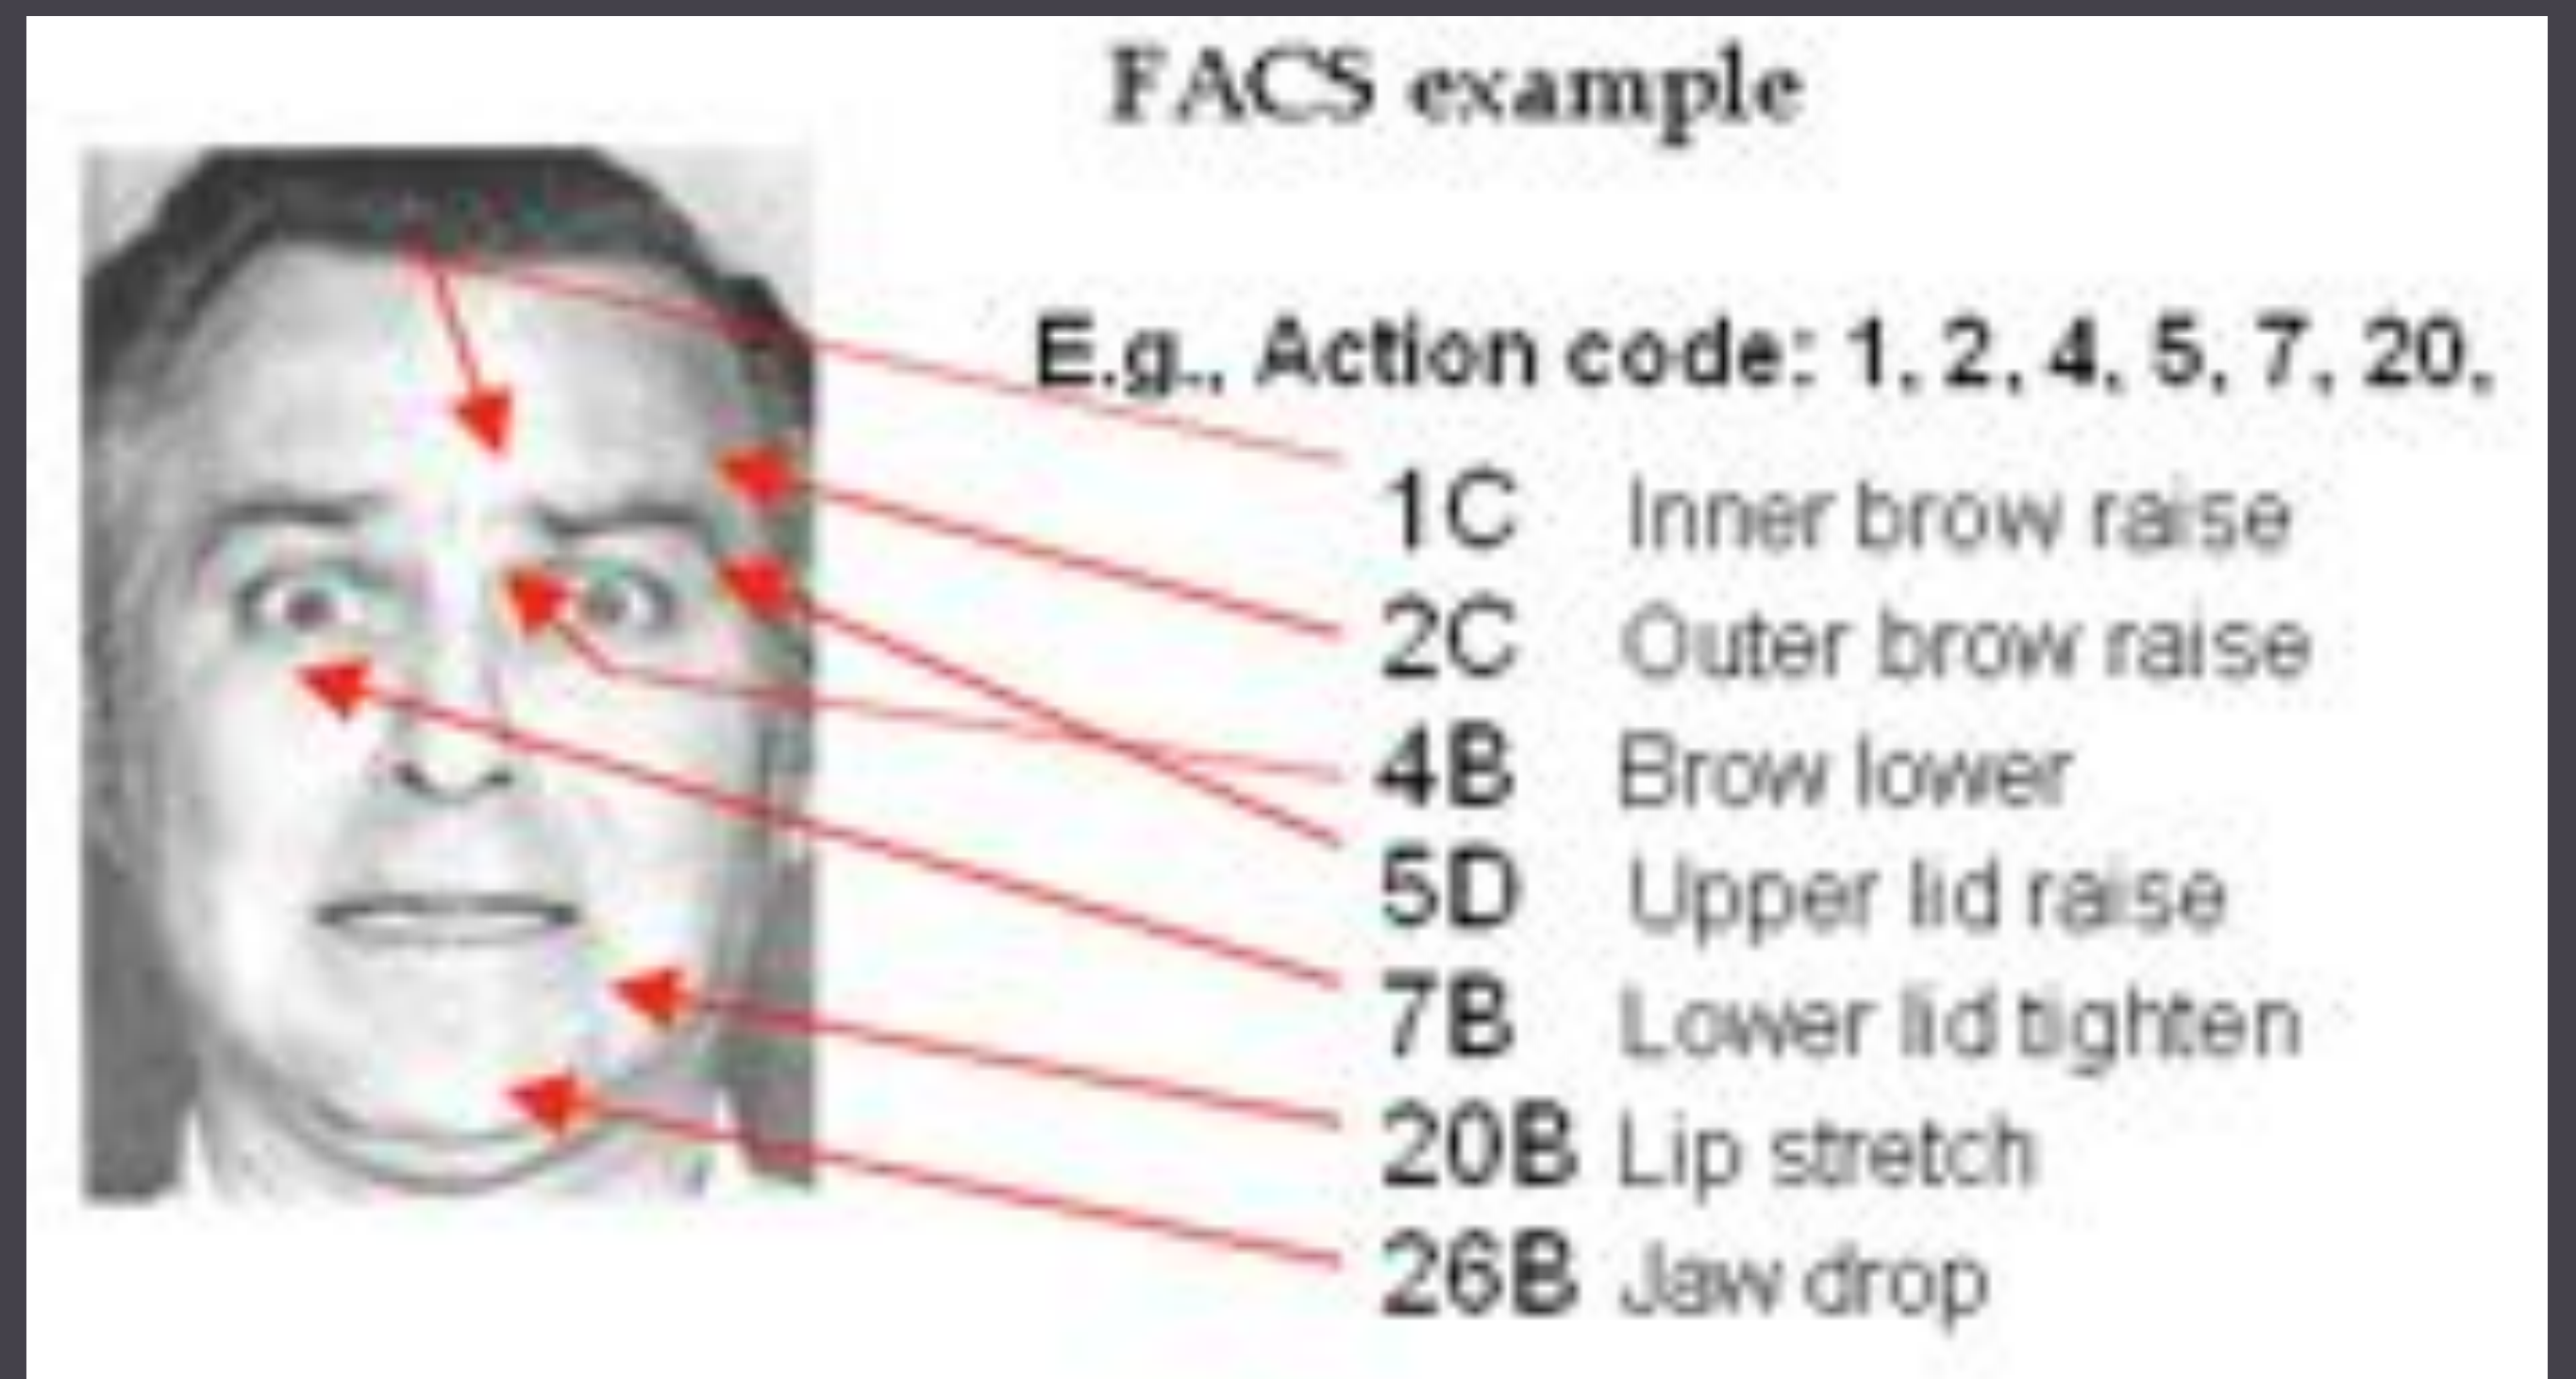 FACS example
E.g., Action code: 1, 2, 4, 5, 7, 20,
1C Inner brow raise
2C Outer brow raise
4B Brow lower
5D Upper lid raise
7B Lower lid tighten
20B Lip stretch
26B Jaw drop